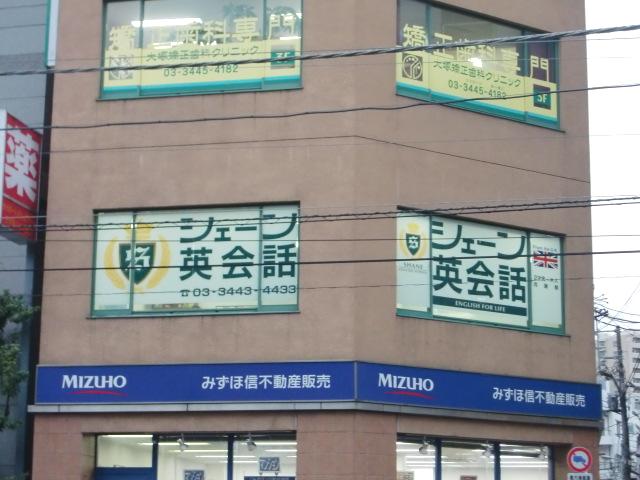 矯正歯科専門
大塚矯正歯科クリニック
03-3445-4182
5F
矯正歯科専門
大塚矯正歯科クリニック
03-3445-4182
5F
薬
シェーン
英会話
☎03-3443-4433
シェーン
英会話
SHANE
ENGLISH FOR LIFE
MIZUHO
みずほ信不動産販売
MIZUHO
みずほ信不動産販売